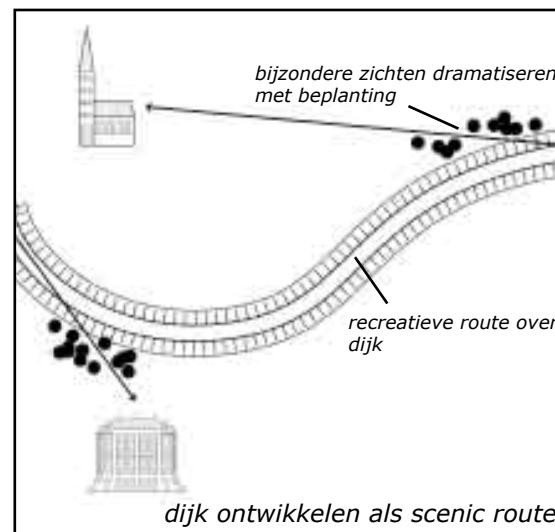 bijzondere zichten dramatiseren
met beplanting
recreatieve route over
dijk
dijk ontwikkelen als scenic route